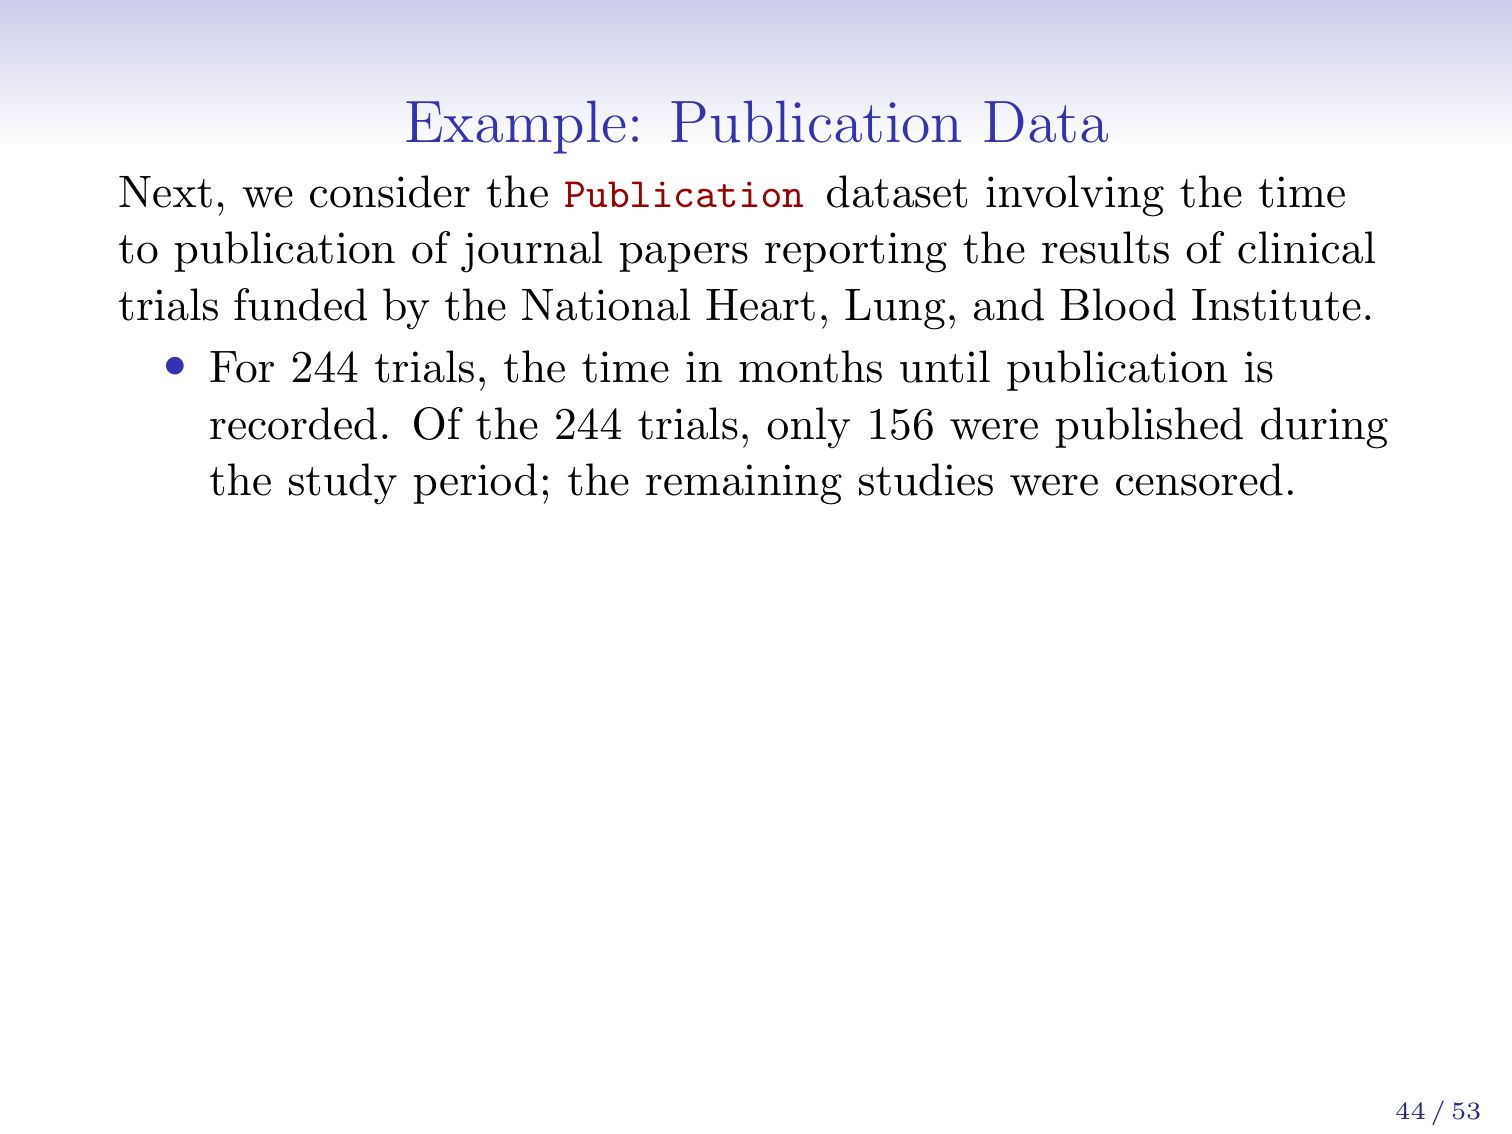 Example: Publication Data
Next, we consider the Publication dataset involving the time
to publication of journal papers reporting the results of clinical
trials funded by the National Heart, Lung, and Blood Institute.
• For 244 trials, the time in months until publication is
recorded. Of the 244 trials, only 156 were published during
the study period; the remaining studies were censored.
44 / 53